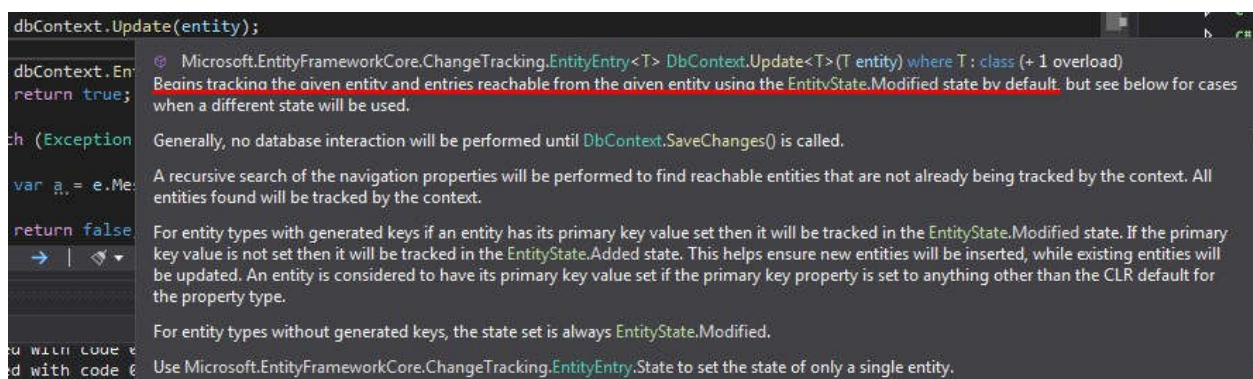 dbContext.Update(entity);
Microsoft.EntityFrameworkCore.ChangeTracking.EntityEntry<T> DbContext.Update<T>(T entity) where T : class (+ 1 overload)
dbContext.En
Begins tracking the given entity and entries reachable from the given entity using the EntityState.Modified state by default, but see below for cases
return true;
when a different state will be used.
ch (Exception
Generally, no database interaction will be performed until DbContext.SaveChanges() is called.
var a = e.Me
A recursive search of the navigation properties will be performed to find reachable entities that are not already being tracked by the context. All
entities found will be tracked by the context.
return false
For entity types with generated keys if an entity has its primary key value set then it will be tracked in the EntityState.Modified state. If the primary
key value is not set then it will be tracked in the EntityState.Added state. This helps ensure new entities will be inserted, while existing entities will
be updated. An entity is considered to have its primary key value set if the primary key property is set to anything other than the CLR default for
the property type.
For entity types without generated keys, the state set is always EntityState.Modified.
ed with code
ed with code 0
Use Microsoft.EntityFrameworkCore.ChangeTracking.EntityEntry.State to set the state of only a single entity.
C#